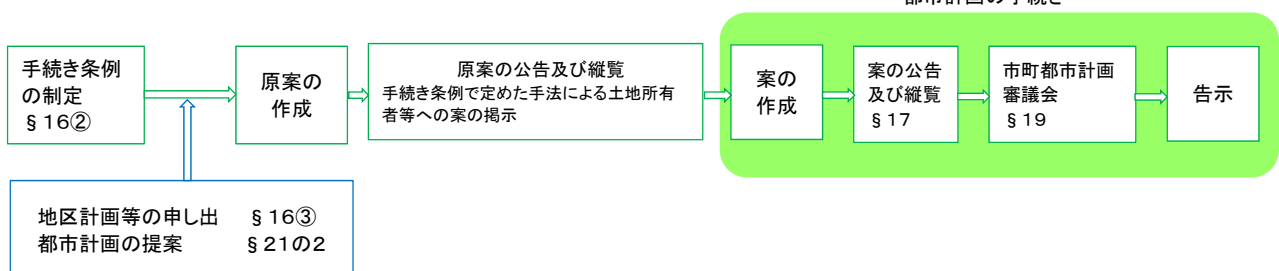 手続き条例
の制定
§16②
原案の
作成
原案の公告及び縦覧
手続き条例で定めた手法による土地所有
者等への案の掲示
案の
作成
案の公告
及び縦覧
§17
市町都市計画
審議会
§19
告示
地区計画等の申し出 §16③
都市計画の提案 §21の2